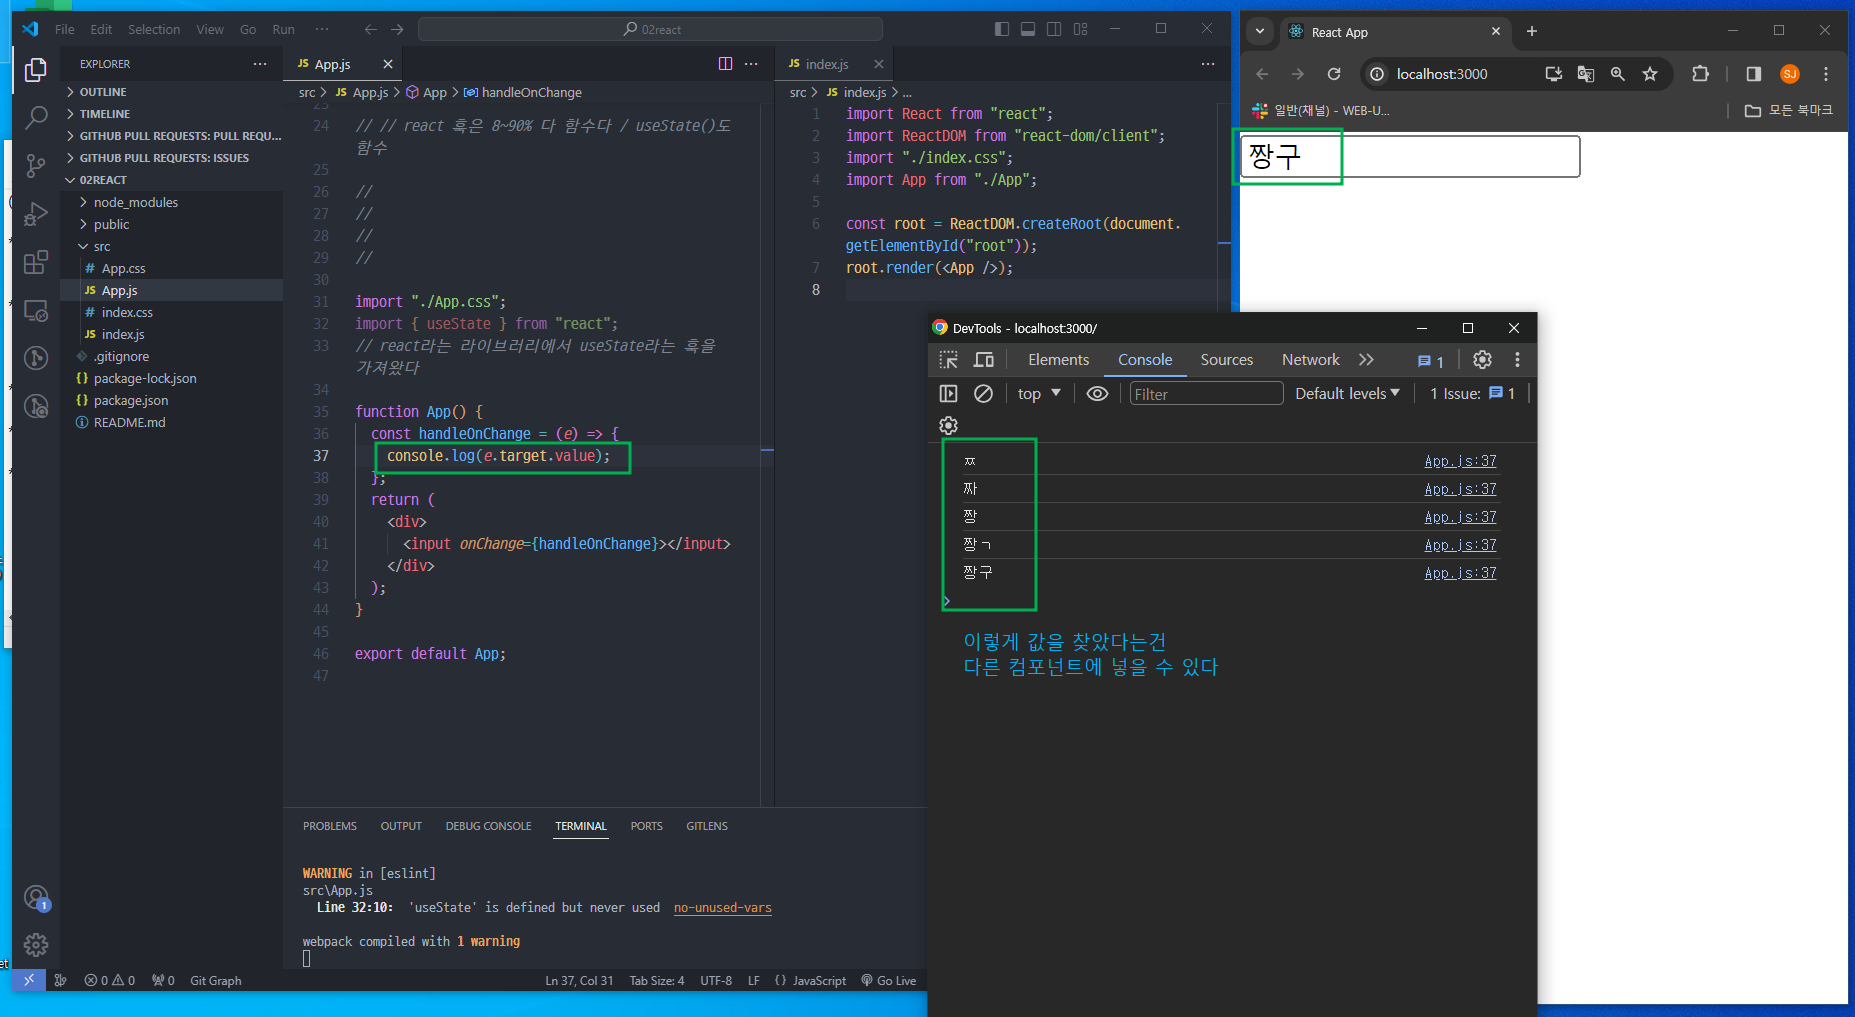 File Edit Selection View Go Run ··· 02react
EXPLORER ···
OUTLINE
TIMELINE
GITHUB PULL REQUESTS: PULL REQU...
GITHUB PULL REQUESTS: ISSUES
02REACT
node_modules
public
src
# App.css
JS App.js
# index.css
JS index.js
.gitignore
{} package-lock.json
{} package.json
README.md
JS App.js
src > JS App.js > App > handleOnChange
23
24 // // react 훅은 8~90% 다 함수다 / useState()도
함수
25
26 //
27 //
28 //
29 //
30
31 import "./App.css";
32 import { useState } from "react";
33 // react라는 라이브러리에서 useState라는 훅을
가져왔다
34
35 function App() {
36 const handleOnChange = (e) => {
37 console.log(e.target.value);
38 };
39 return (
40 <div>
41 <input onChange={handleOnChange}></input>
42 </div>
43 );
44 }
45
46 export default App;
47
JS index.js
src > JS index.js > ...
1 import React from "react";
2 import ReactDOM from "react-dom/client";
3 import "./index.css";
4 import App from "./App";
5
6 const root = ReactDOM.createRoot(document.
getElementById("root"));
7 root.render(<App />);
8
PROBLEMS OUTPUT DEBUG CONSOLE TERMINAL PORTS GITLENS
WARNING in [eslint]
src\App.js
Line 32:10: 'useState' is defined but never used no-unused-vars
webpack compiled with 1 warning
1
0 0 0 Git Graph Ln 37, Col 31 Tab Size: 4 UTF-8 LF {} JavaScript Go Live
React App
localhost:3000 SJ
일반(채널) - WEB-U... 모든 북마크
짱구
DevTools - localhost:3000/
Elements Console Sources Network 1
top Filter Default levels 1 Issue: 1
ㅉ App.js:37
짜 App.js:37
짱 App.js:37
짱ㄱ App.js:37
짱구 App.js:37
이렇게 값을 찾았다는건
다른 컴포넌트에 넣을 수 있다